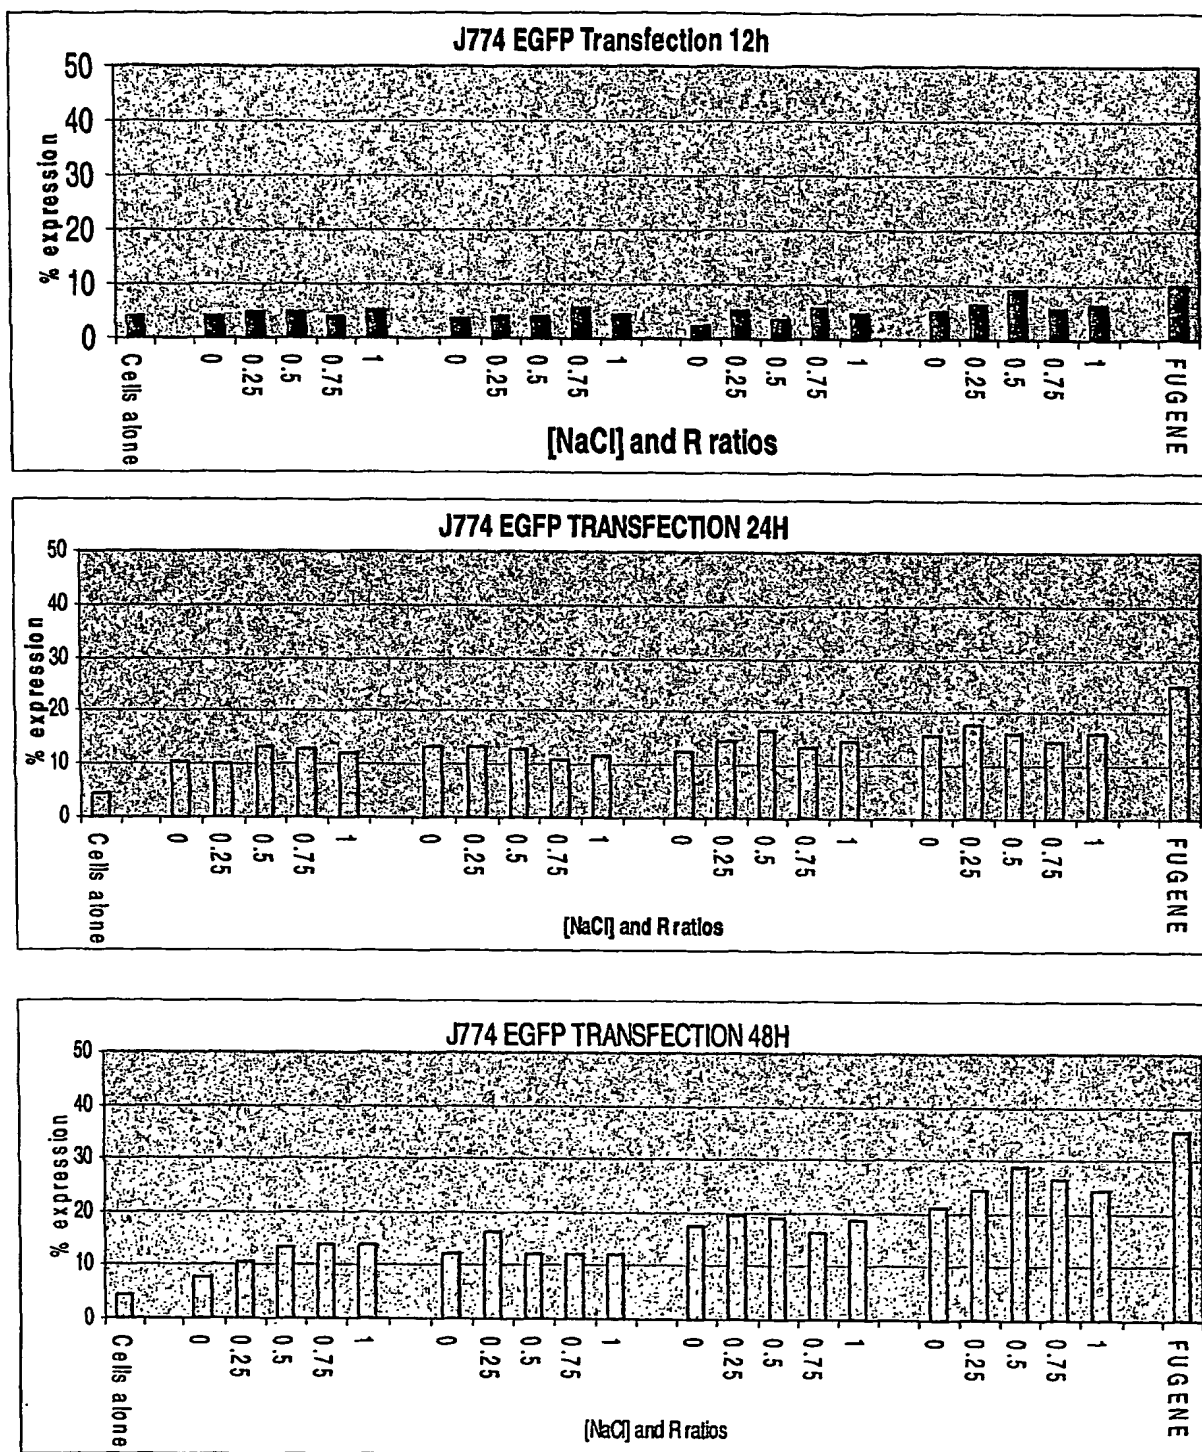 J774 EGFP Transfection 12h
50
40
30
20
10
0
% expression
Cells alone 0 0.25 0.5 0.75 1 0 0.25 0.5 0.75 1 0 0.25 0.5 0.75 1 0 0.25 0.5 0.75 1 FUGENE
[NaCl] and R ratios
J774 EGFP TRANSFECTION 24H
50
40
30
20
10
0
% expression
Cells alone 0 0.25 0.5 0.75 1 0 0.25 0.5 0.75 1 0 0.25 0.5 0.75 1 0 0.25 0.5 0.75 1 FUGENE
[NaCl] and R ratios
J774 EGFP TRANSFECTION 48H
50
40
30
20
10
0
% expression
Cells alone 0 0.25 0.5 0.75 1 0 0.25 0.5 0.75 1 0 0.25 0.5 0.75 1 0 0.25 0.5 0.75 1 FUGENE
[NaCl] and R ratios